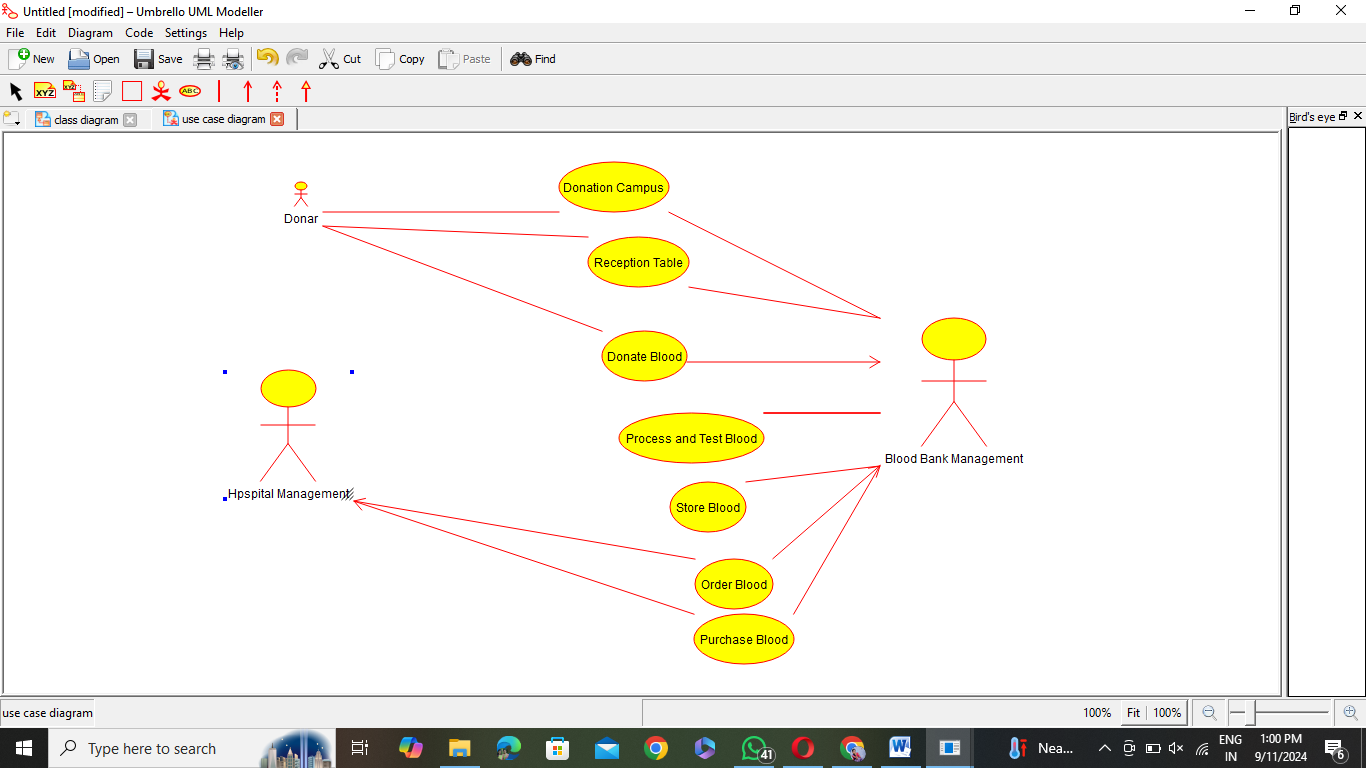 Untitled [modified] – Umbrello UML Modeller
File Edit Diagram Code Settings Help
New Open Save Cut Copy Paste Find
XYZ XYZ ABC
class diagram use case diagram Bird's eye
Donation Campus
Donar
Reception Table
Donate Blood
Process and Test Blood
Blood Bank Management
Hpspital Management
Store Blood
Order Blood
Purchase Blood
use case diagram 100% Fit 100%
Type here to search 41 W Nea... ENG IN 1:00 PM 9/11/2024 6